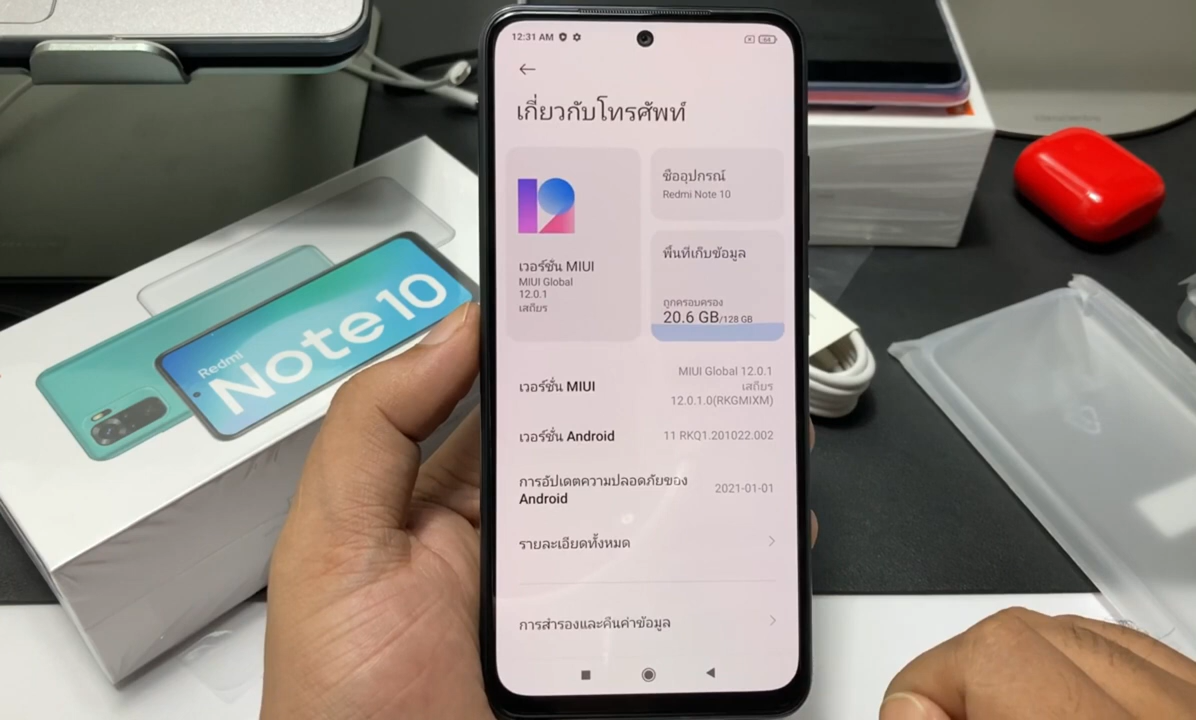 12:31 AM
63
เกี่ยวกับโทรศัพท์
12
เวอร์ชั่น MIUI
MIUI Global
12.0.1
เสถียร
ชื่ออุปกรณ์
Redmi Note 10
พื้นที่เก็บข้อมูล
ถูกครอบครอง
20.6 GB/128 GB
เวอร์ชั่น MIUI
MIUI Global 12.0.1
เสถียร
12.0.1.0(RKGMIXM)
เวอร์ชั่น Android
11 RKQ1.201022.002
การอัปเดตความปลอดภัยของ
Android
2021-01-01
รายละเอียดทั้งหมด
การสำรองและคืนค่าข้อมูล
Redmi
Note 10